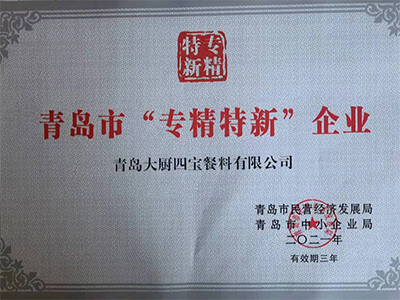 专精
特新
青岛市“专精特新”企业
青岛大厨四宝餐料有限公司
青岛市民营经济发展局
青岛市中小企业局
二〇二一年
有效期三年